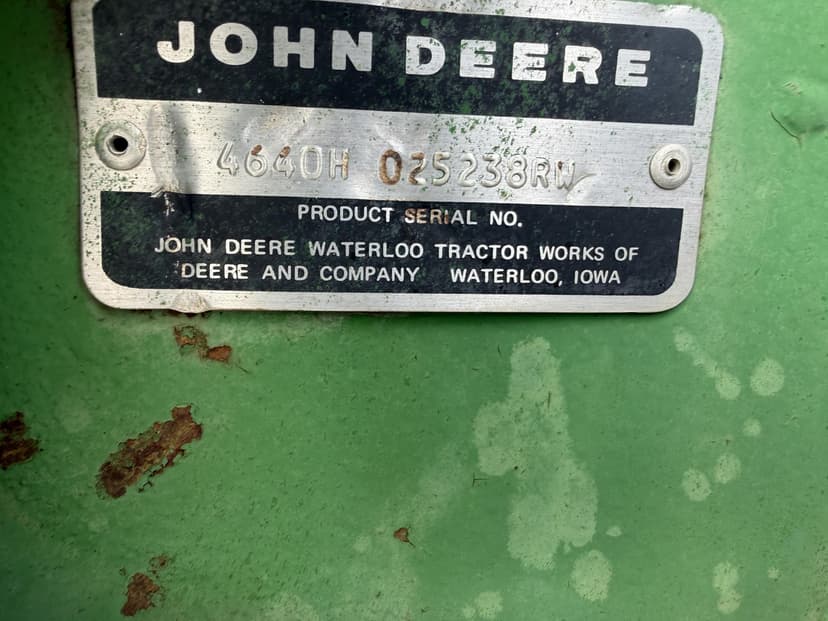 JOHN DEERE
4640H 025238RW
PRODUCT SERIAL NO.
JOHN DEERE WATERLOO TRACTOR WORKS OF
DEERE AND COMPANY WATERLOO, IOWA